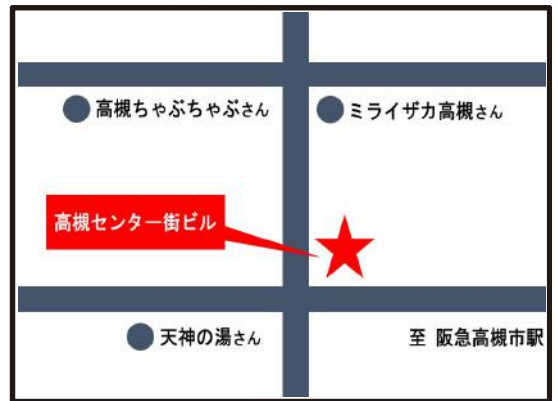 高槻ちゃぶちゃぶさん
ミライザカ高槻さん
高槻センター街ビル
天神の湯さん
至 阪急高槻市駅